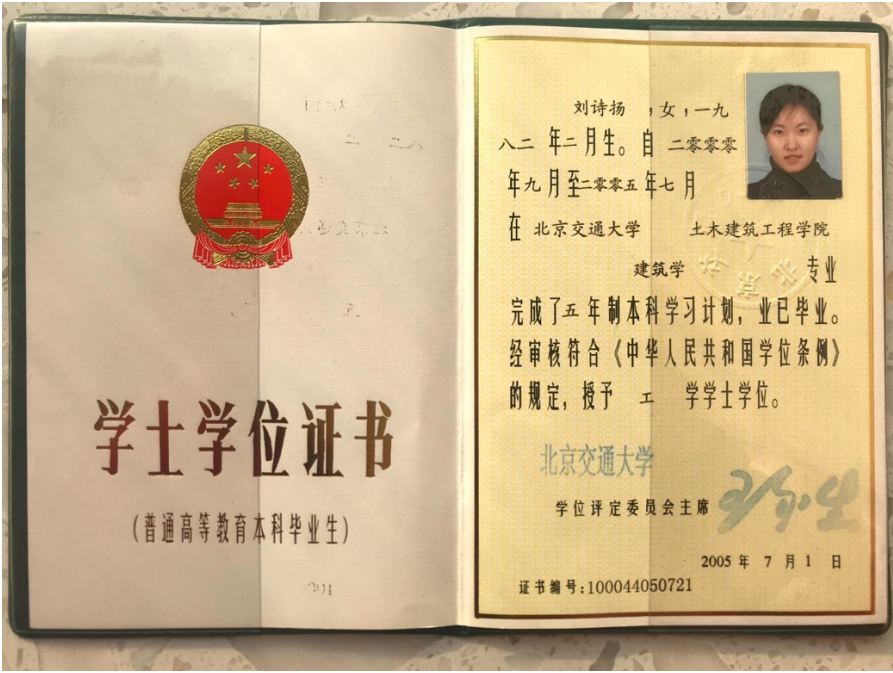 学士学位证书
(普通高等教育本科毕业生)
刘诗扬 ，女，一九
八二 年二 月生。自 二零零零
年九 月至二零零五 年七 月
在 北京交通大学 土木建筑工程学院
建筑学 专业
完成了五 年制本科学习计划，业已毕业。
经审核符合《中华人民共和国学位条例》
的规定，授予 工 学学士学位。
北京交通大学
学位评定委员会主席
2005 年 7 月 1 日
证书编号:100044050721